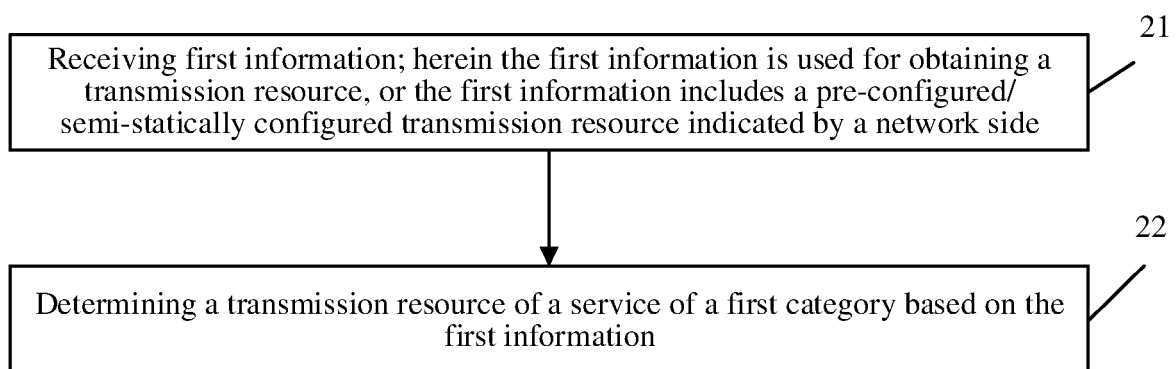 21
Receiving first information; herein the first information is used for obtaining a
transmission resource, or the first information includes a pre-configured/
semi-statically configured transmission resource indicated by a network side
22
Determining a transmission resource of a service of a first category based on the
first information